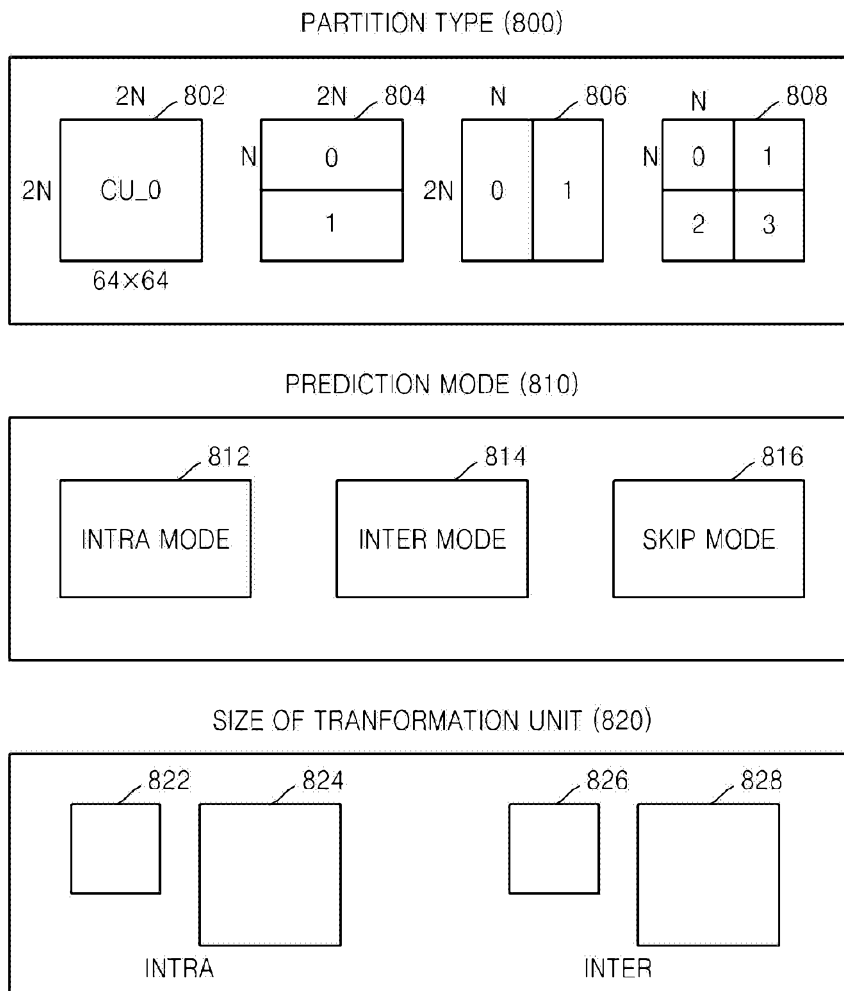 PARTITION TYPE (800)
2N 802 2N 804 N 806 N 808
N 0 N 0 1
2N CU_0 2N 0 1
1 2 3
64×64
PREDICTION MODE (810)
812 814 816
INTRA MODE INTER MODE SKIP MODE
SIZE OF TRANFORMATION UNIT (820)
822 824 826 828
INTRA INTER